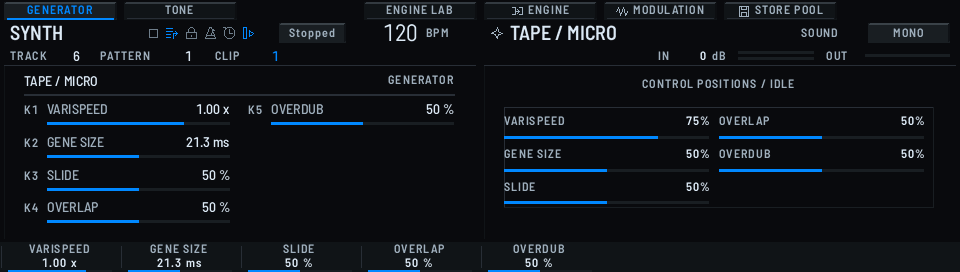 GENERATOR TONE ENGINE LAB ENGINE MODULATION STORE POOL
SYNTH Stopped 120 BPM TAPE / MICRO SOUND MONO
TRACK 6 PATTERN 1 CLIP 1 IN 0 dB OUT
TAPE / MICRO GENERATOR
K1 VARISPEED 1.00 x K5 OVERDUB 50 %
K2 GENE SIZE 21.3 ms
K3 SLIDE 50 %
K4 OVERLAP 50 %
CONTROL POSITIONS / IDLE
VARISPEED 75% OVERLAP 50%
GENE SIZE 50% OVERDUB 50%
SLIDE 50%
VARISPEED GENE SIZE SLIDE OVERLAP OVERDUB
1.00 x 21.3 ms 50 % 50 % 50 %